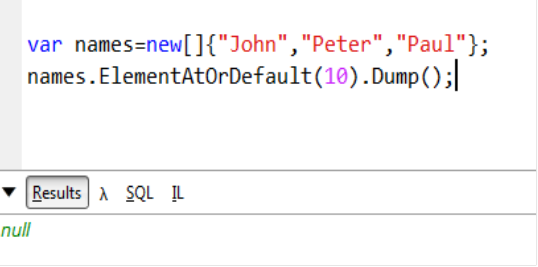 var names=new[]{"John","Peter","Paul"};
names.ElementAtOrDefault(10).Dump();
Results λ SQL IL
null